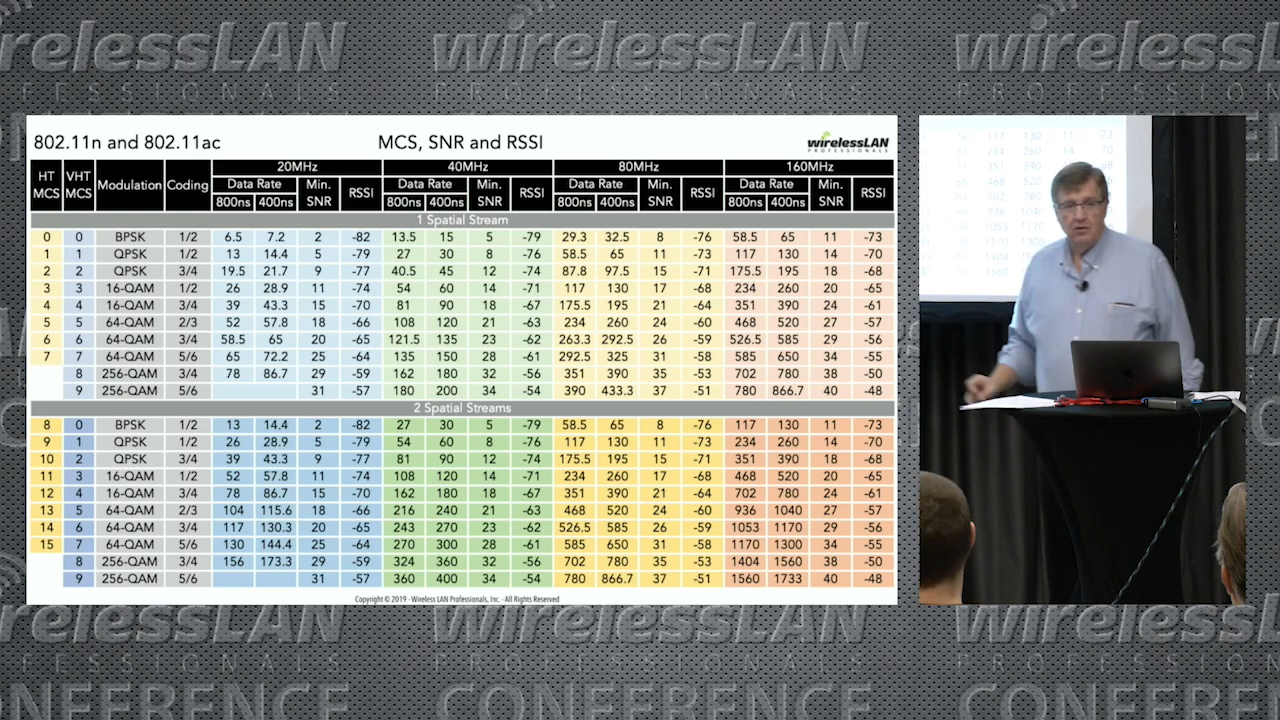 wirelessLAN wirelessLAN wirelessLAN
PROFESSIONALS
802.11n and 802.11ac MCS, SNR and RSSI wirelessLAN PROFESSIONALS
20MHz 40MHz 80MHz 160MHz
HT MCS VHT MCS Modulation Coding Data Rate Min. SNR RSSI Data Rate Min. SNR RSSI Data Rate Min. SNR RSSI Data Rate Min. SNR RSSI
800ns 400ns 800ns 400ns 800ns 400ns 800ns 400ns
1 Spatial Stream
0 0 BPSK 1/2 6.5 7.2 2 -82 13.5 15 5 -79 29.3 32.5 8 -76 58.5 65 11 -73
1 1 QPSK 1/2 13 14.4 5 -79 27 30 8 -76 58.5 65 11 -73 117 130 14 -70
2 2 QPSK 3/4 19.5 21.7 9 -77 40.5 45 12 -74 87.8 97.5 15 -71 175.5 195 18 -68
3 3 16-QAM 1/2 26 28.9 11 -74 54 60 14 -71 117 130 17 -68 234 260 20 -65
4 4 16-QAM 3/4 39 43.3 15 -70 81 90 18 -67 175.5 195 21 -64 351 390 24 -61
5 5 64-QAM 2/3 52 57.8 18 -66 108 120 21 -63 234 260 24 -60 468 520 27 -57
6 6 64-QAM 3/4 58.5 65 20 -65 121.5 135 23 -62 263.3 292.5 26 -59 526.5 585 29 -56
7 7 64-QAM 5/6 65 72.2 25 -64 135 150 28 -61 292.5 325 31 -58 585 650 34 -55
8 256-QAM 3/4 78 86.7 29 -59 162 180 32 -56 351 390 35 -53 702 780 38 -50
9 256-QAM 5/6 31 -57 180 200 34 -54 390 433.3 37 -51 780 866.7 40 -48
2 Spatial Streams
8 0 BPSK 1/2 13 14.4 2 -82 27 30 5 -79 58.5 65 8 -76 117 130 11 -73
9 1 QPSK 1/2 26 28.9 5 -79 54 60 8 -76 117 130 11 -73 234 260 14 -70
10 2 QPSK 3/4 39 43.3 9 -77 81 90 12 -74 175.5 195 15 -71 351 390 18 -68
11 3 16-QAM 1/2 52 57.8 11 -74 108 120 14 -71 234 260 17 -68 468 520 20 -65
12 4 16-QAM 3/4 78 86.7 15 -70 162 180 18 -67 351 390 21 -64 702 780 24 -61
13 5 64-QAM 2/3 104 115.6 18 -66 216 240 21 -63 468 520 24 -60 936 1040 27 -57
14 6 64-QAM 3/4 117 130.3 20 -65 243 270 23 -62 526.5 585 26 -59 1053 1170 29 -56
15 7 64-QAM 5/6 130 144.4 25 -64 270 300 28 -61 585 650 31 -58 1170 1300 34 -55
8 256-QAM 3/4 156 173.3 29 -59 324 360 32 -56 702 780 35 -53 1404 1560 38 -50
9 256-QAM 5/6 31 -57 360 400 34 -54 780 866.7 37 -51 1560 1733 40 -48
Copyright © 2019 · Wireless LAN Professionals, Inc. · All Rights Reserved
wirelessLAN wirelessLAN wirelessLAN
PROFESSIONALS
CONFERENCE CONFERENCE CONFERENCE